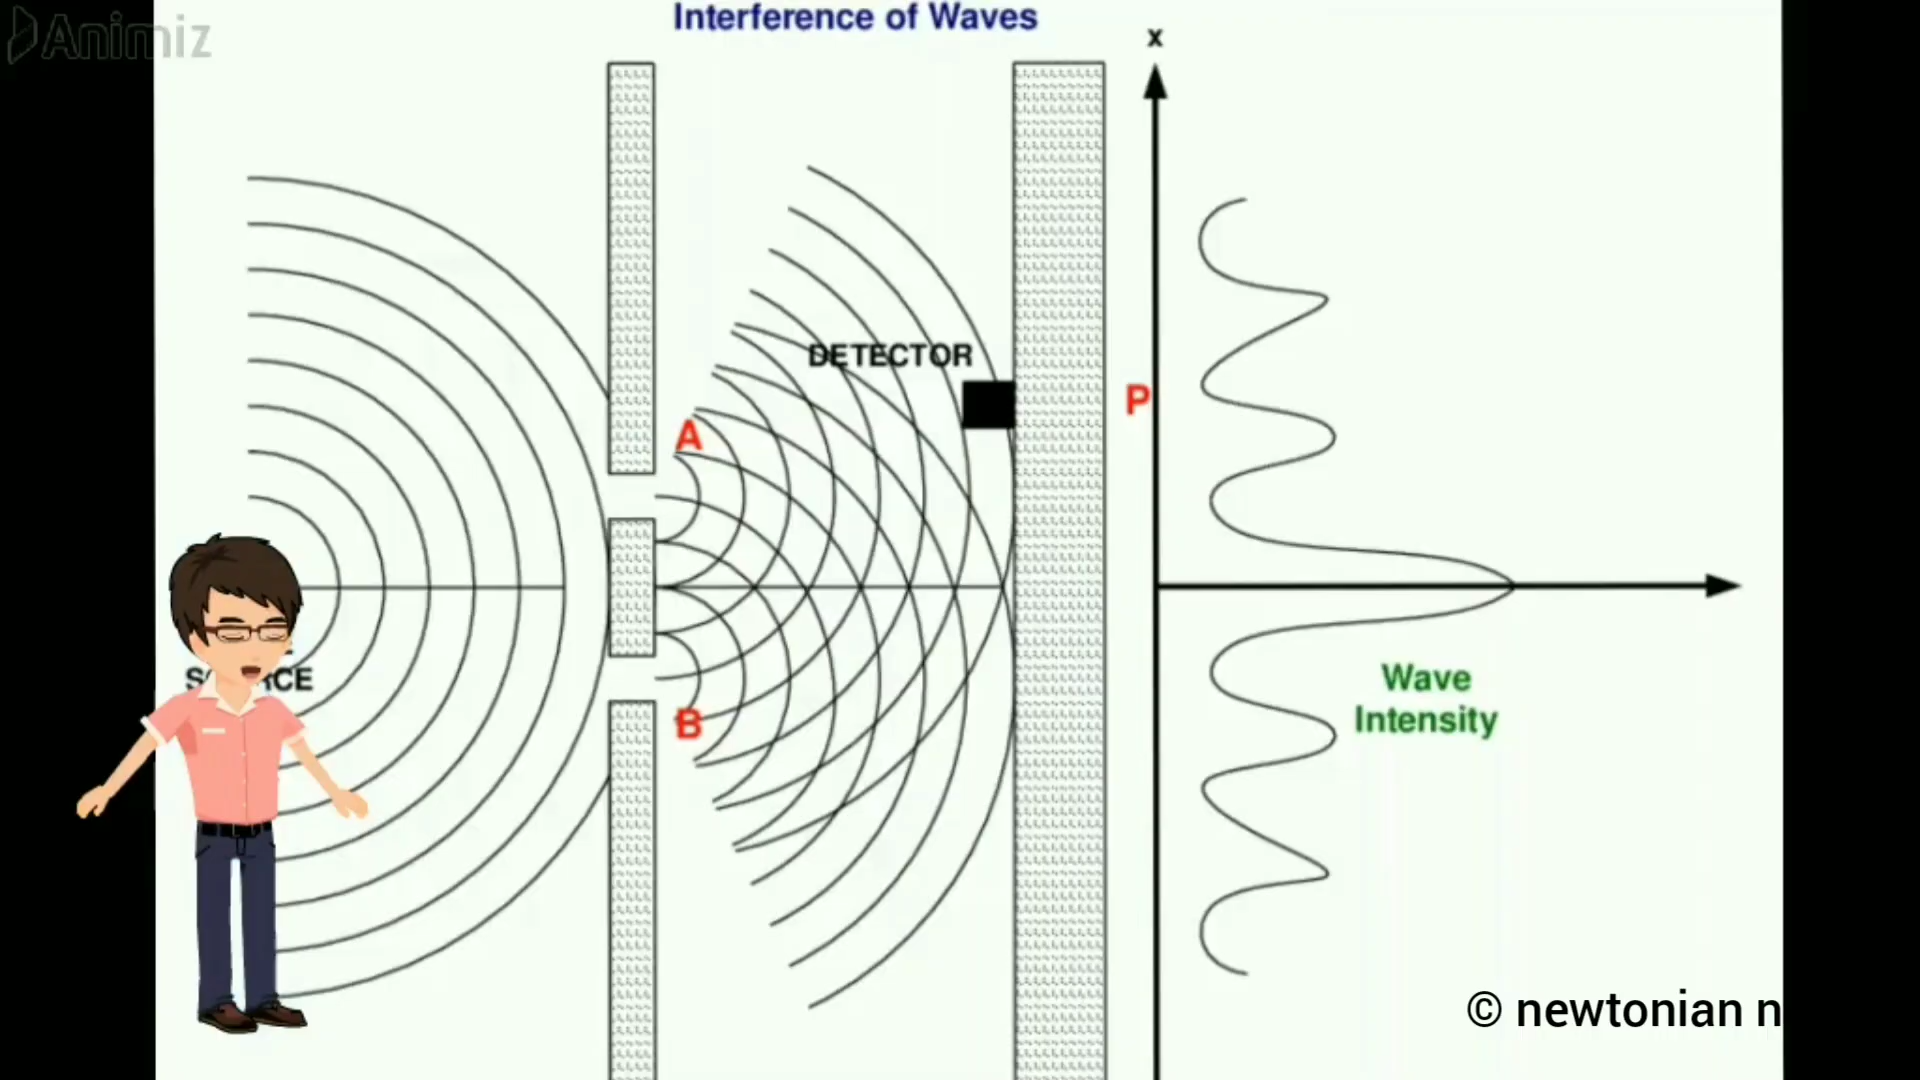 Animiz
Interference of Waves
x
DETECTOR
P
A
B
Wave
Intensity
© newtonian n